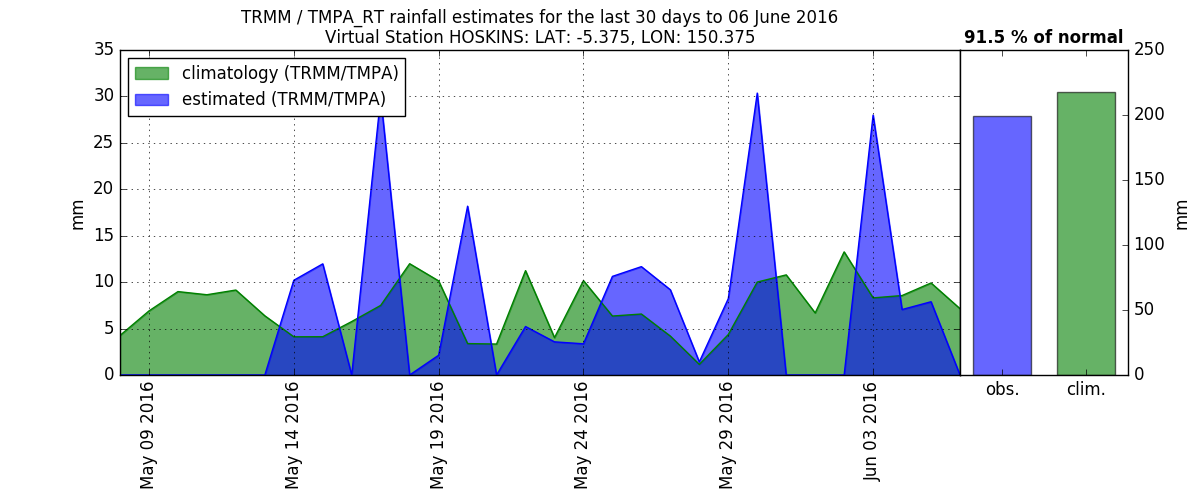 TRMM / TMPA_RT rainfall estimates for the last 30 days to 06 June 2016
Virtual Station HOSKINS: LAT: -5.375, LON: 150.375
91.5 % of normal
climatology (TRMM/TMPA)
estimated (TRMM/TMPA)
35
30
25
20
15
10
5
0
mm
250
200
150
100
50
0
mm
May 09 2016
May 14 2016
May 19 2016
May 24 2016
May 29 2016
Jun 03 2016
obs.
clim.